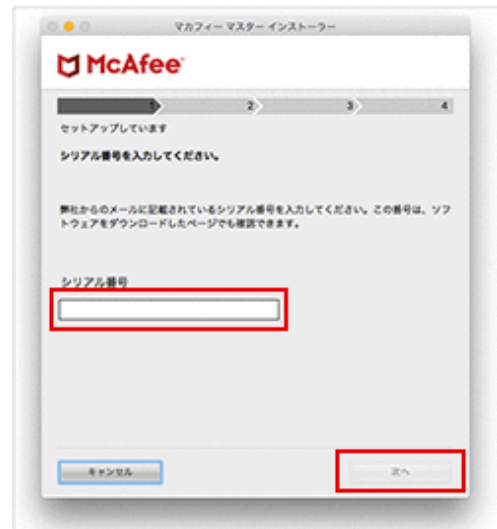 マカフィー マスター インストーラー
McAfee
1 2 3 4
セットアップしています
シリアル番号を入力してください。
弊社からのメールに記載されているシリアル番号を入力してください。この番号は、ソフ
トウェアをダウンロードしたページでも確認できます。
シリアル番号
キャンセル 次へ